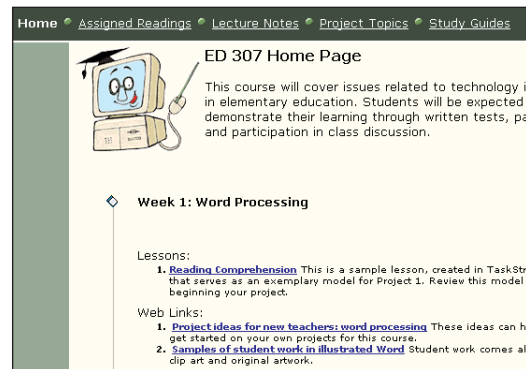 Home Assigned Readings Lecture Notes Project Topics Study Guides
ED 307 Home Page
This course will cover issues related to technology i
in elementary education. Students will be expected
demonstrate their learning through written tests, pa
and participation in class discussion.
Week 1: Word Processing
Lessons:
1. Reading Comprehension This is a sample lesson, created in TaskStr
that serves as an exemplary model for Project 1. Review this model
beginning your project.
Web Links:
1. Project ideas for new teachers: word processing These ideas can h
get started on your own projects for this course.
2. Samples of student work in illustrated Word Student work comes al
clip art and original artwork.